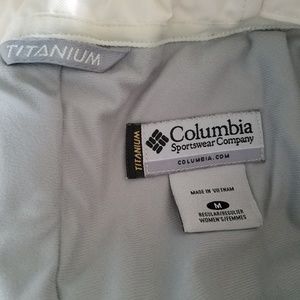 TITANIUM
TITANIUM
Columbia
Sportswear Company
COLUMBIA.COM
MADE IN VIETNAM
M
REGULAR/REGULIER
WOMEN'S/FEMMES